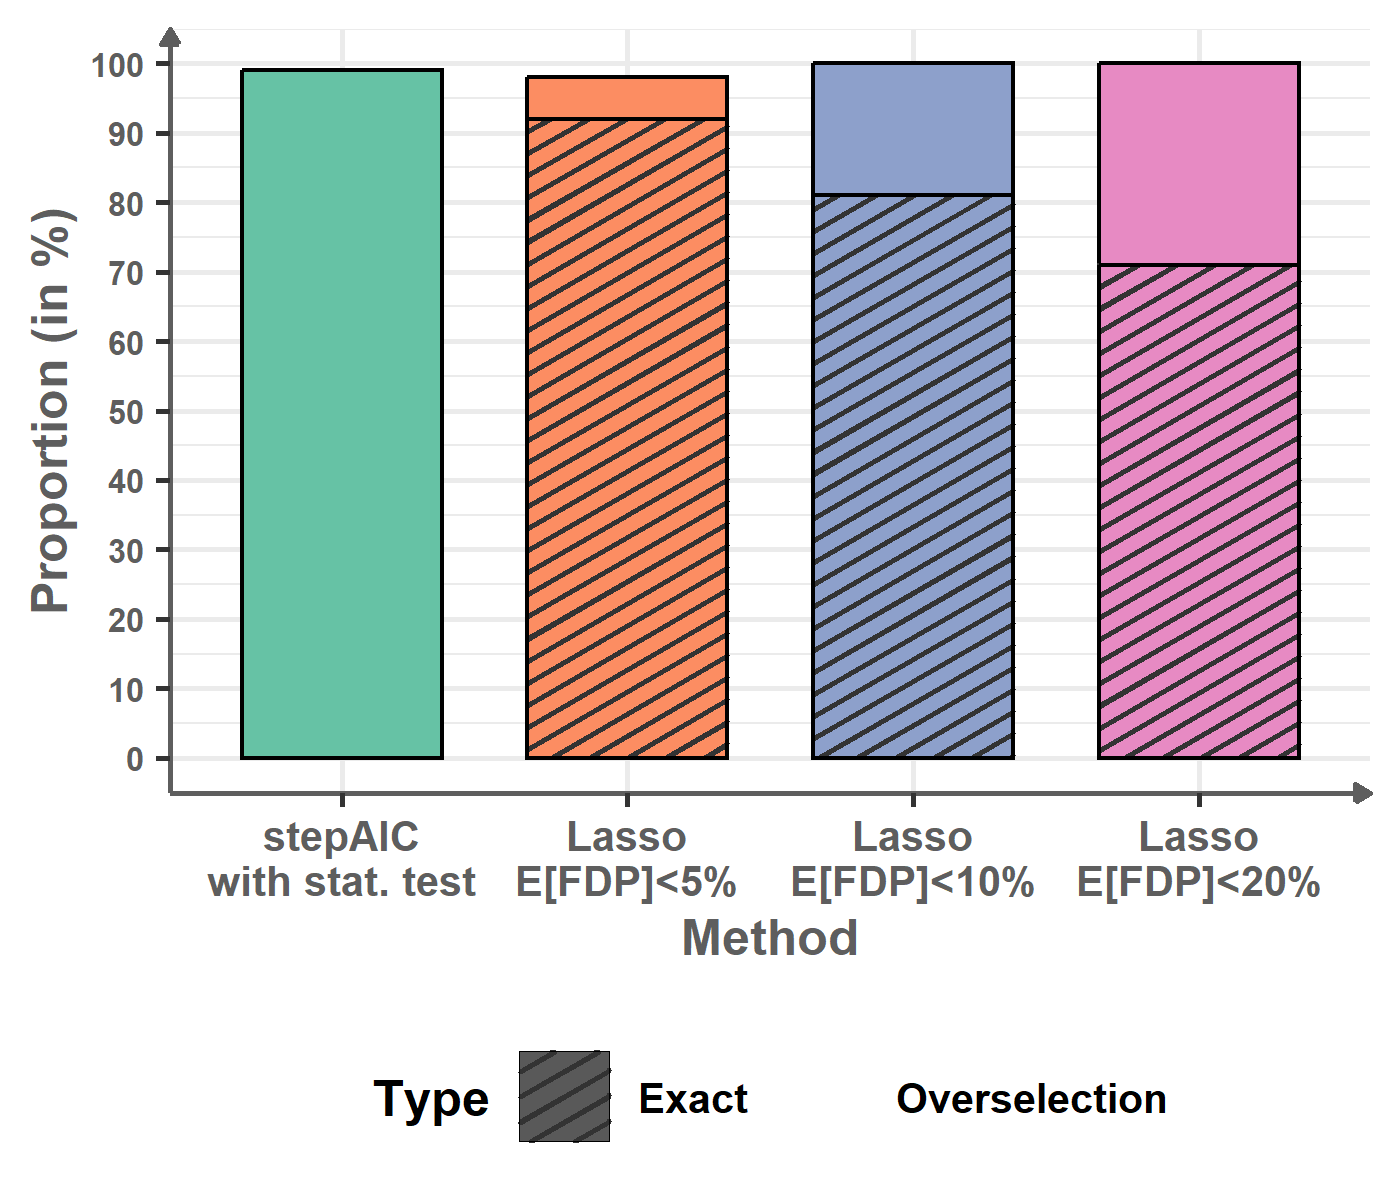 100
90
80
70
60
50
40
30
20
10
0
Proportion (in %)
stepAIC
with stat. test
Lasso
E[FDP]<5%
Lasso
E[FDP]<10%
Lasso
E[FDP]<20%
Method
Type
Exact
Overselection